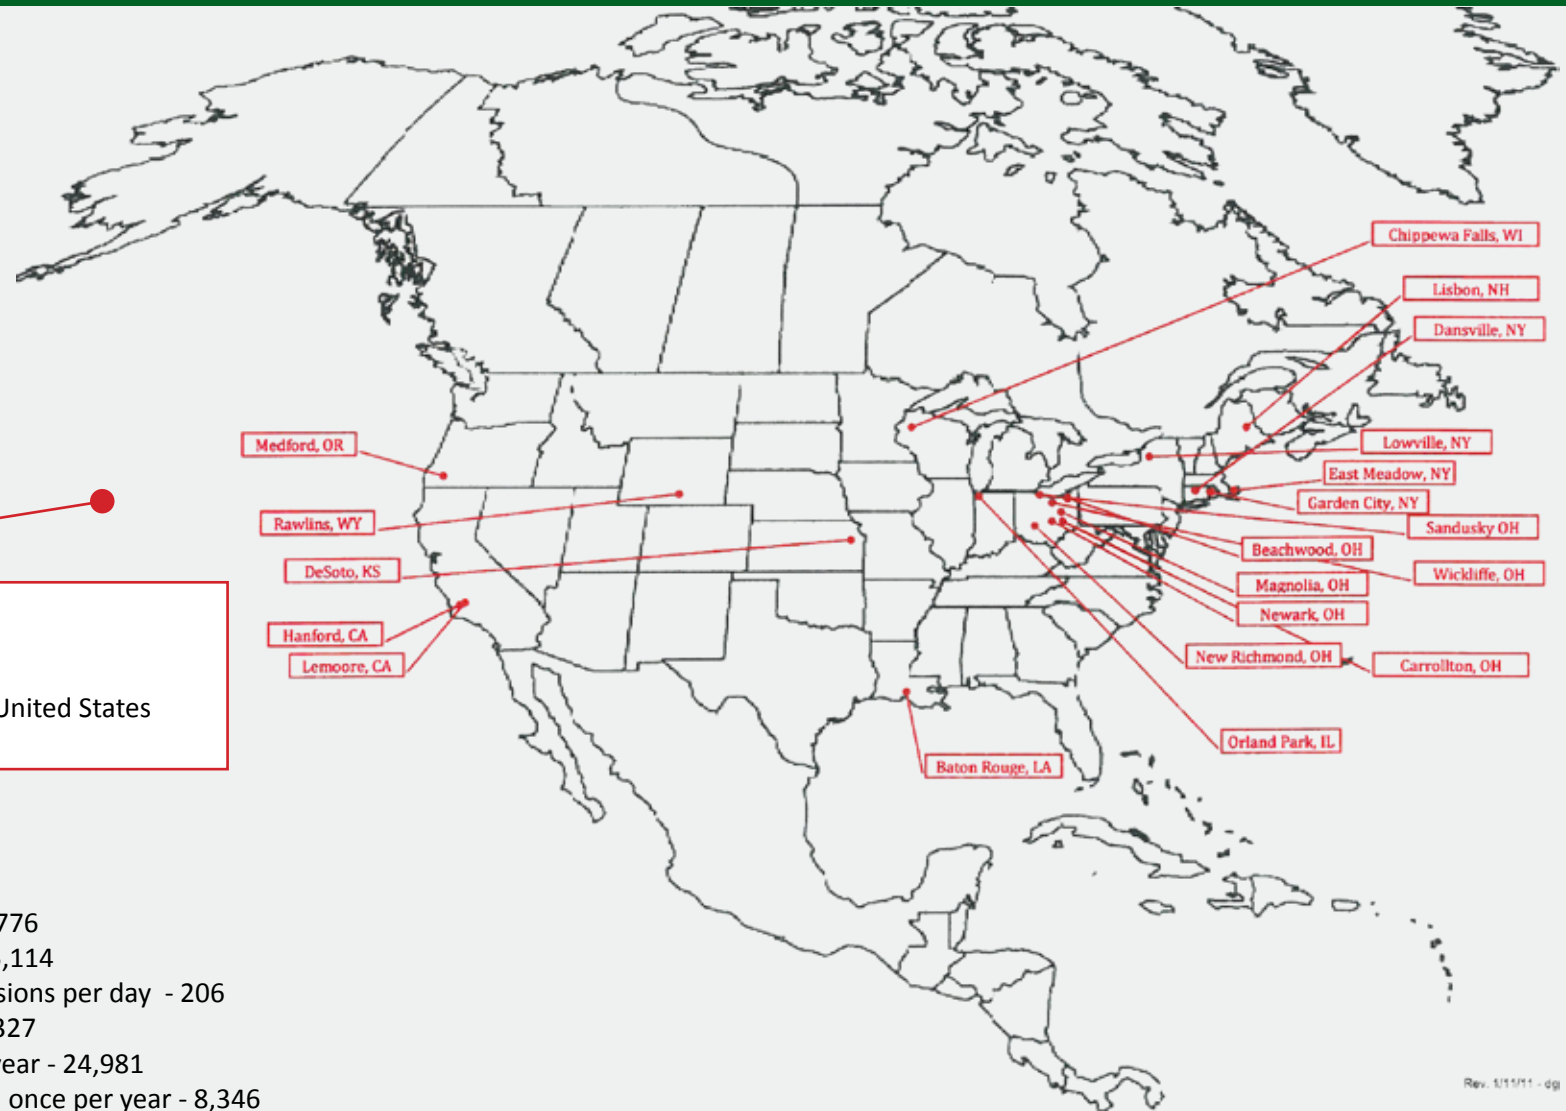 Chippewa Falls, WI
Lisbon, NH
Dansville, NY
Medford, OR
Lowville, NY
East Meadow, NY
Garden City, NY
Rawlins, WY
Sandusky OH
Beachwood, OH
DeSoto, KS
Wickliffe, OH
Magnolia, OH
Newark, OH
Hanford, CA
New Richmond, OH
Lemoore, CA
Carrollton, OH
United States
Orland Park, IL
Baton Rouge, LA
776
,114
sions per day - 206
327
year - 24,981
once per year - 8,346
Rev. 1/11/11 - dg